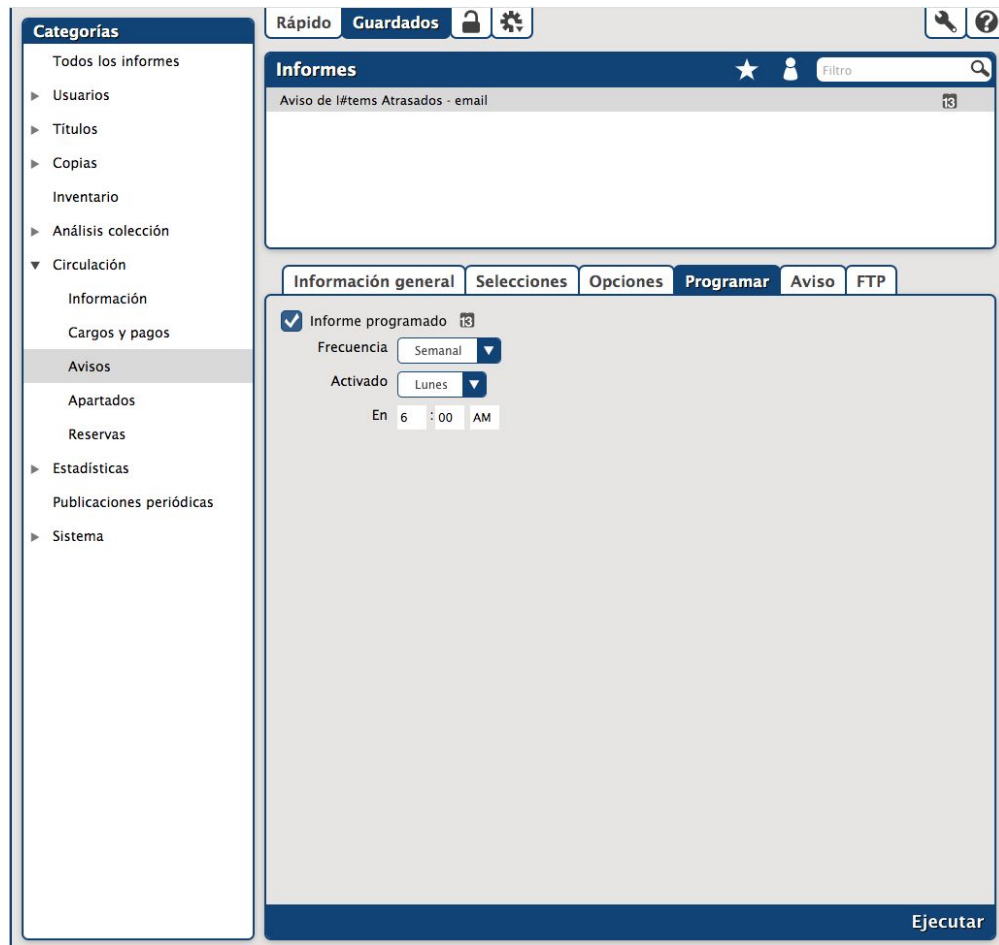 Categorías
Todos los informes
Usuarios
Títulos
Copias
Inventario
Análisis colección
Circulación
Información
Cargos y pagos
Avisos
Apartados
Reservas
Estadísticas
Publicaciones periódicas
Sistema
Rápido Guardados
Informes Filtro
Aviso de I#tems Atrasados - email 13
Información general Selecciones Opciones Programar Aviso FTP
Informe programado 13
Frecuencia Semanal
Activado Lunes
En 6 : 00 AM
Ejecutar